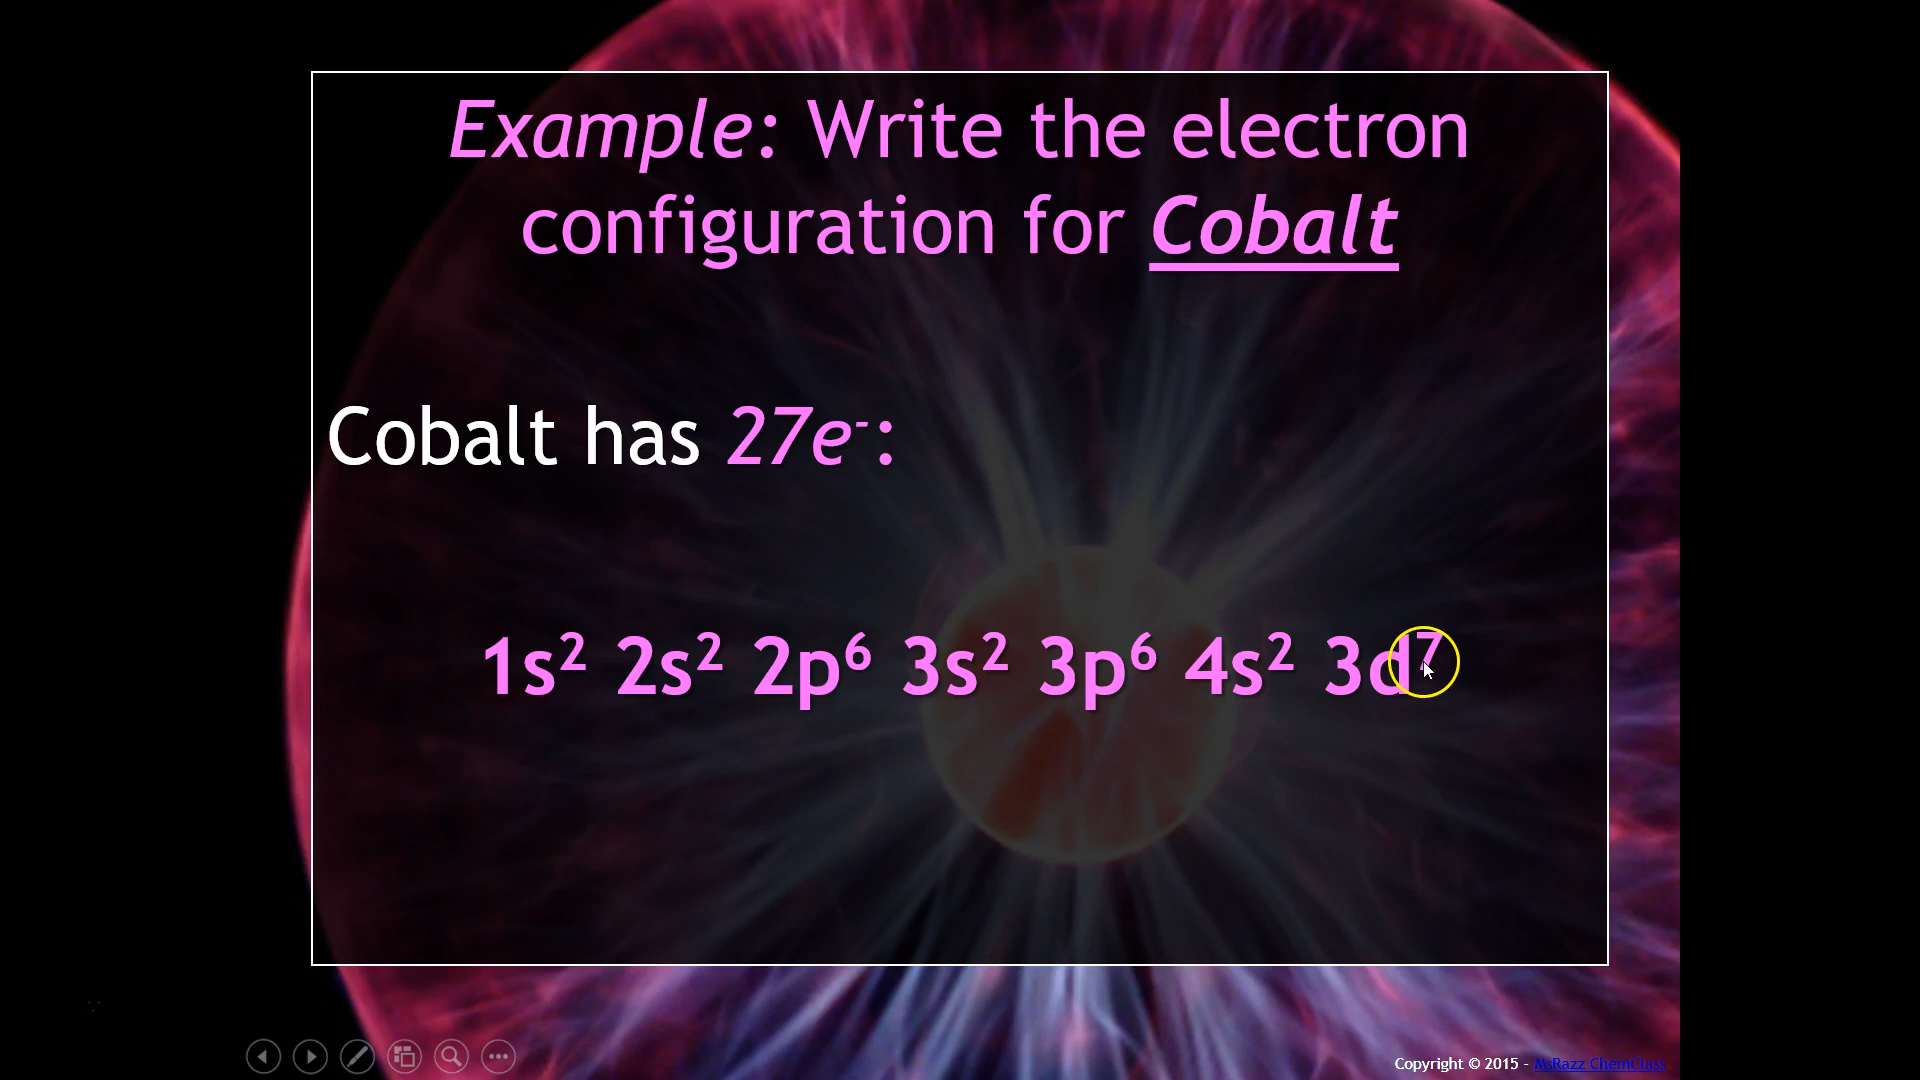 Example: Write the electron
configuration for Cobalt
Cobalt has 27e⁻:
1s² 2s² 2p⁶ 3s² 3p⁶ 4s² 3d⁷
Copyright © 2015 - MsRazz ChemClass